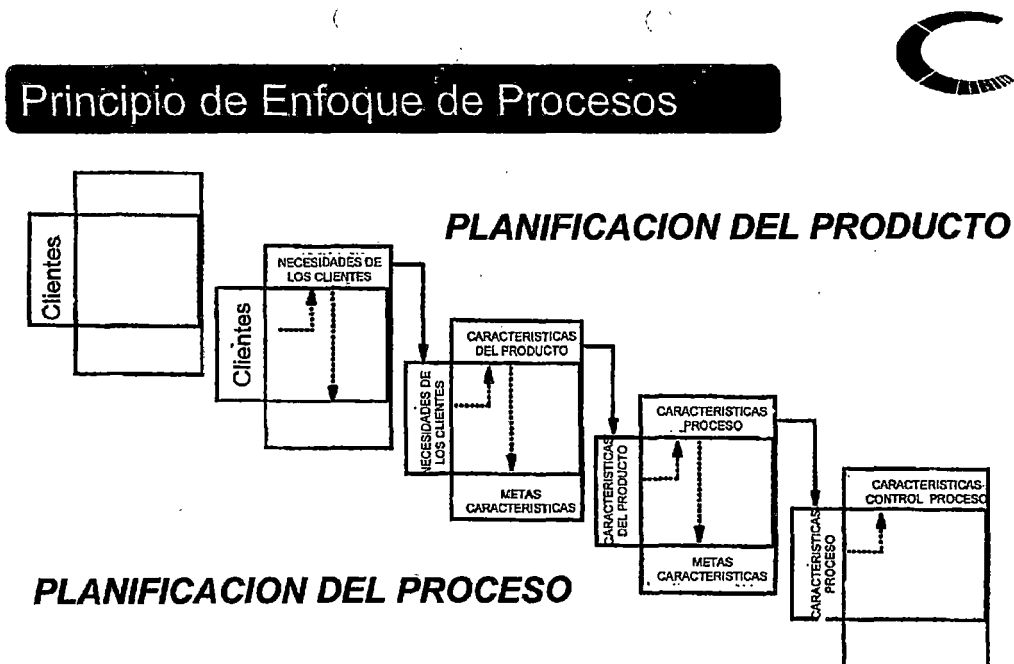 Principio de Enfoque de Procesos
PLANIFICACION DEL PRODUCTO
Clientes
NECESIDADES DE
LOS CLIENTES
Clientes
CARACTERISTICAS
DEL PRODUCTO
NECESIDADES DE
LOS CLIENTES
METAS
CARACTERISTICAS
CARACTERISTICAS
PROCESO
CARACTERISTICAS
DEL PRODUCTO
METAS
CARACTERISTICAS
CARACTERISTICAS
CONTROL PROCESO
CARACTERISTICAS
PROCESO
PLANIFICACION DEL PROCESO